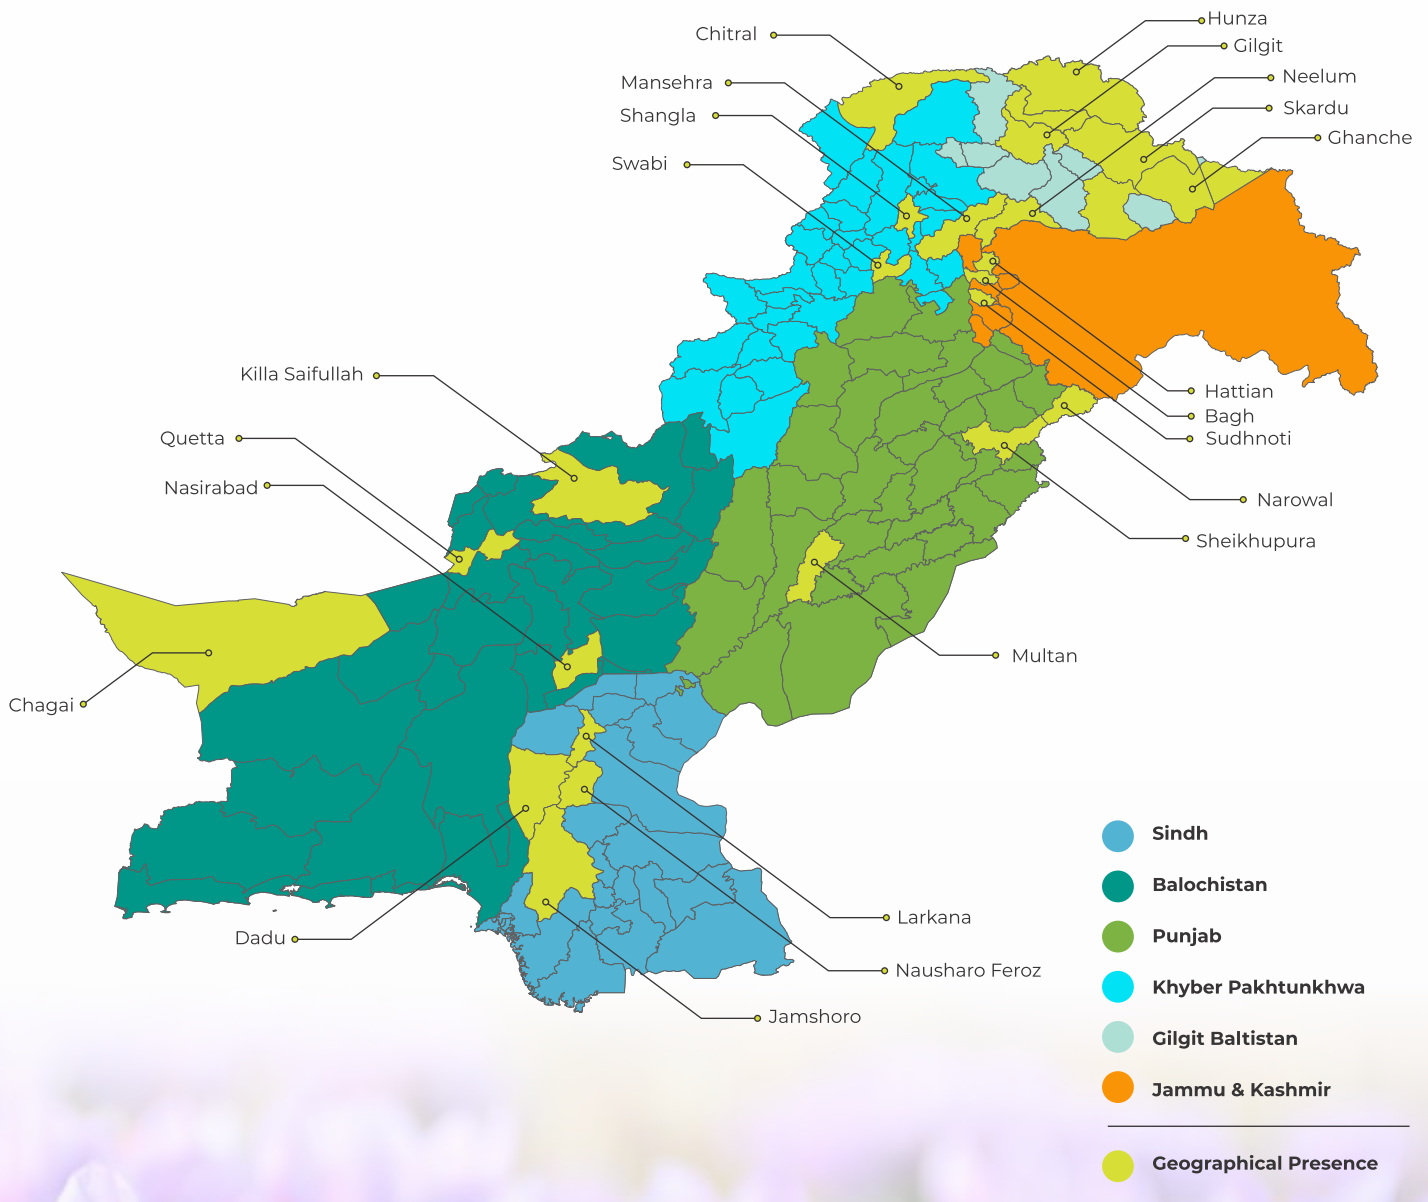 Hunza
Chitral
Gilgit
Mansehra
Neelum
Shangla
Skardu
Ghanche
Swabi
Killa Saifullah
Hattian
Bagh
Quetta
Sudhnoti
Nasirabad
Narowal
Sheikhupura
Multan
Chagai
Sindh
Balochistan
Larkana
Dadu
Punjab
Nausharo Feroz
Khyber Pakhtunkhwa
Jamshoro
Gilgit Baltistan
Jammu & Kashmir
Geographical Presence